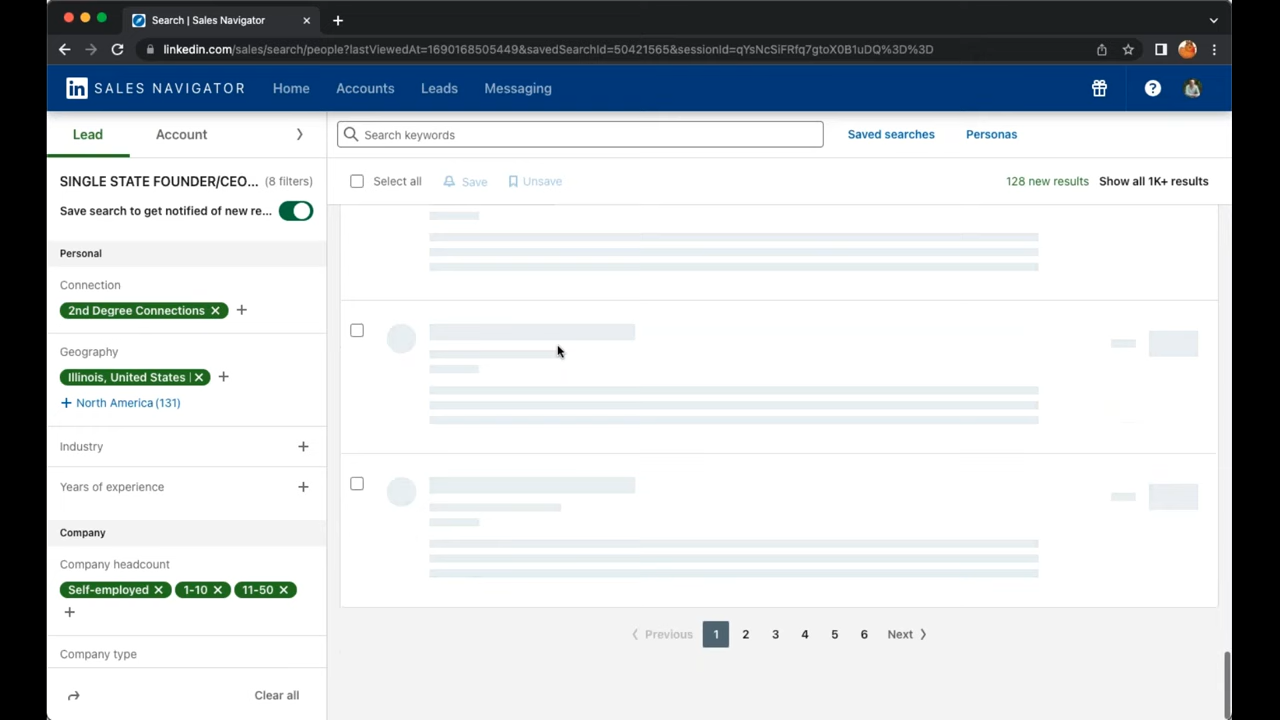 Search | Sales Navigator
linkedin.com/sales/search/people?lastViewedAt=1690168505449&savedSearchId=50421565&sessionId=qYsNcSiFRfq7gtoX0B1uDQ%3D%3D
in SALES NAVIGATOR Home Accounts Leads Messaging
Lead Account
Search keywords
Saved searches Personas
SINGLE STATE FOUNDER/CEO... (8 filters)
Select all Save Unsave
128 new results Show all 1K+ results
Save search to get notified of new re...
Personal
Connection
2nd Degree Connections
Geography
Illinois, United States
North America (131)
Industry
Years of experience
Company
Company headcount
Self-employed 1-10 11-50
Company type
Previous 1 2 3 4 5 6 Next
Clear all